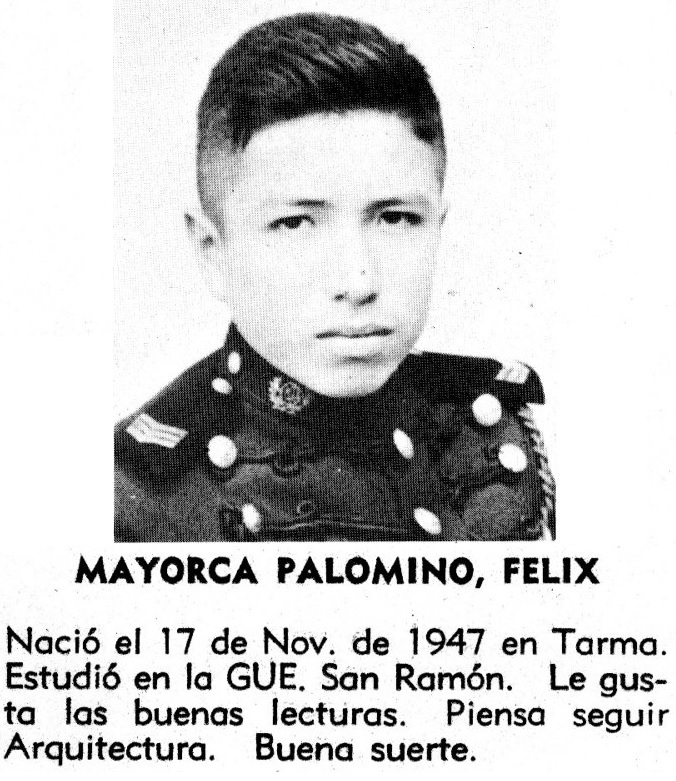 MAYORCA PALOMINO, FELIX
Nació el 17 de Nov. de 1947 en Tarma.
Estudió en la GUE. San Ramón. Le gus-
ta las buenas lecturas. Piensa seguir
Arquitectura. Buena suerte.